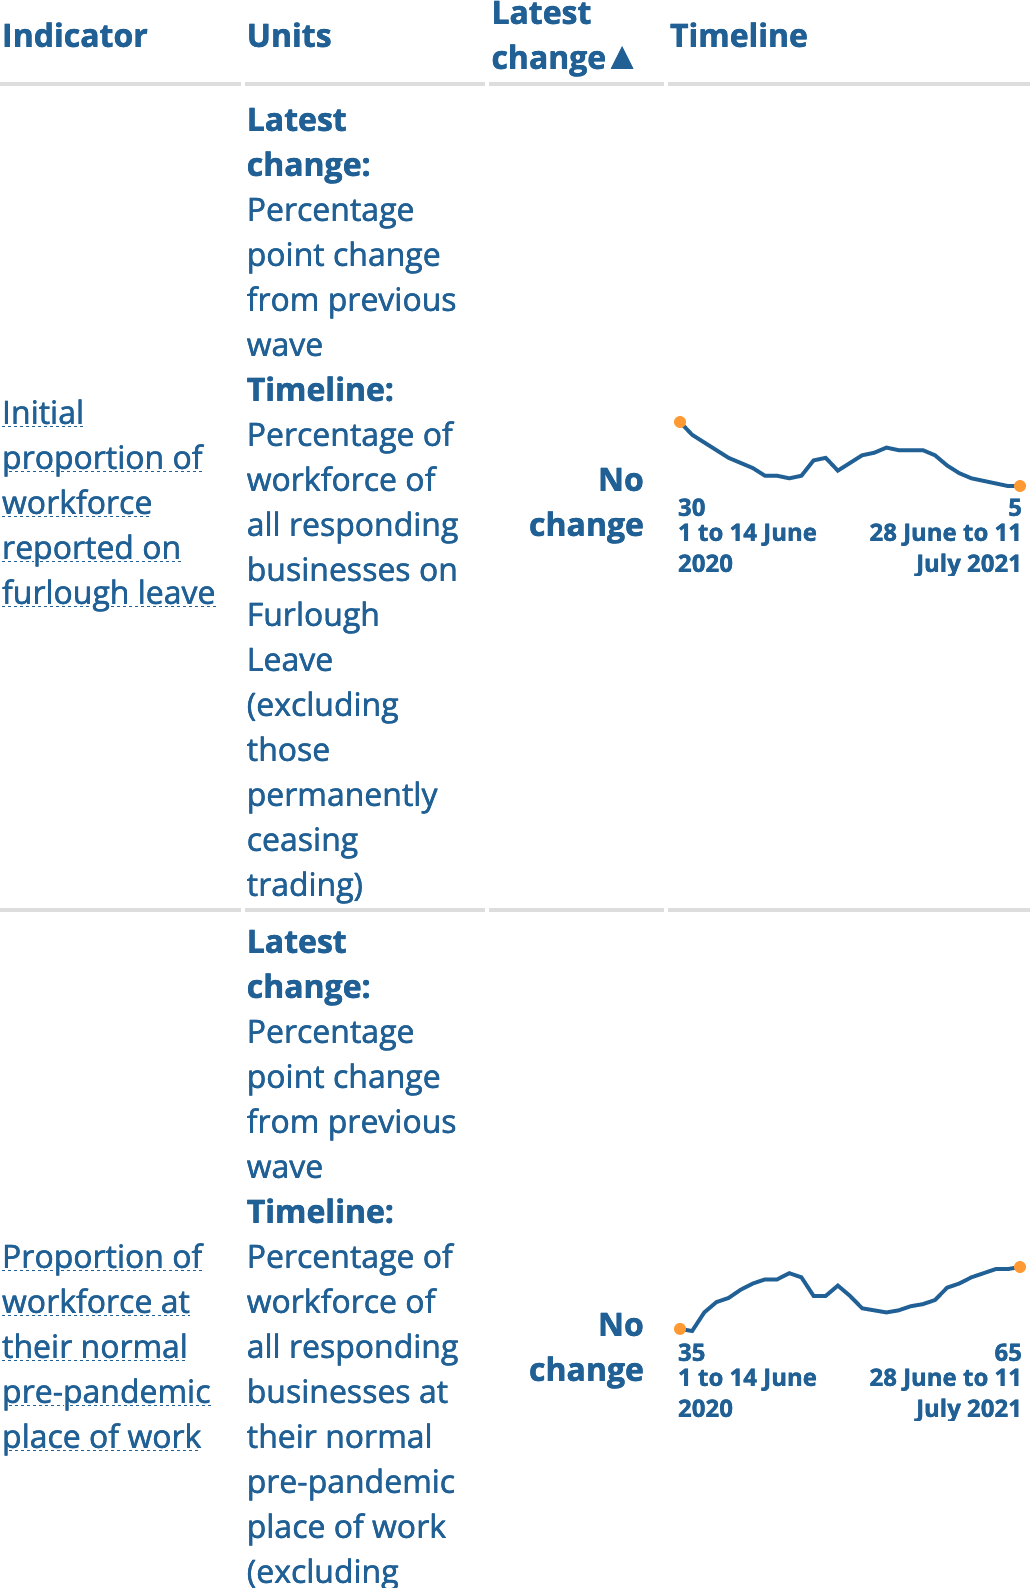 Indicator
Units
Latest
change▲
Timeline
Initial
proportion of
workforce
reported on
furlough leave
Latest
change:
Percentage
point change
from previous
wave
Timeline:
Percentage of
workforce of
all responding
businesses on
Furlough
Leave
(excluding
those
permanently
ceasing
trading)
No
change
30
1 to 14 June
2020
5
28 June to 11
July 2021
Proportion of
workforce at
their normal
pre-pandemic
place of work
Latest
change:
Percentage
point change
from previous
wave
Timeline:
Percentage of
workforce of
all responding
businesses at
their normal
pre-pandemic
place of work
(excluding
No
change
35
1 to 14 June
2020
65
28 June to 11
July 2021